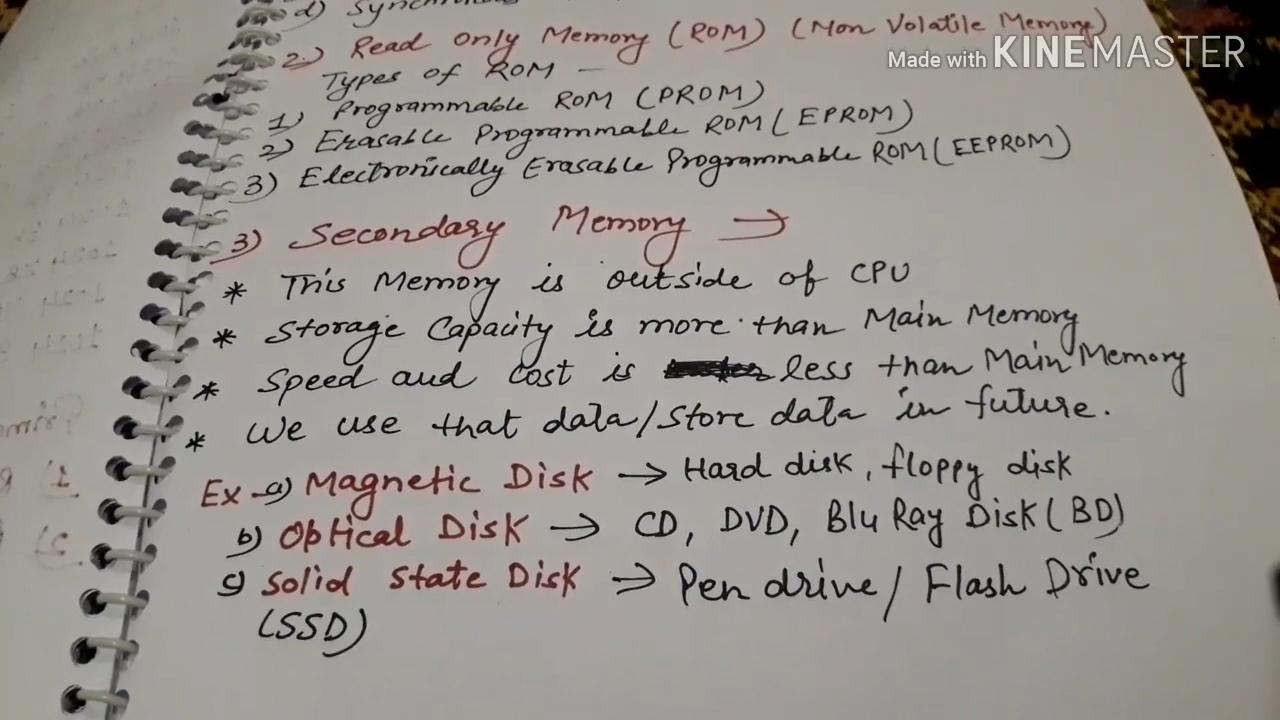 d) Synchron
2.) Read Only Memory (ROM) (Non Volatile Memory)
Made with KINEMASTER
Types of ROM —
1) Programmable ROM (PROM)
2) Erasable Programmable ROM (EPROM)
3) Electronically Erasable Programmable ROM (EEPROM)
3) Secondary Memory →
* This Memory is outside of CPU
* Storage Capacity is more than Main Memory
* Speed and Cost is less than Main Memory
* We use that data/store data in future.
Ex - a) Magnetic Disk → Hard disk, floppy disk
b) Optical Disk → CD, DVD, Blu Ray Disk (BD)
c) Solid State Disk → Pen drive / Flash Drive
(SSD)